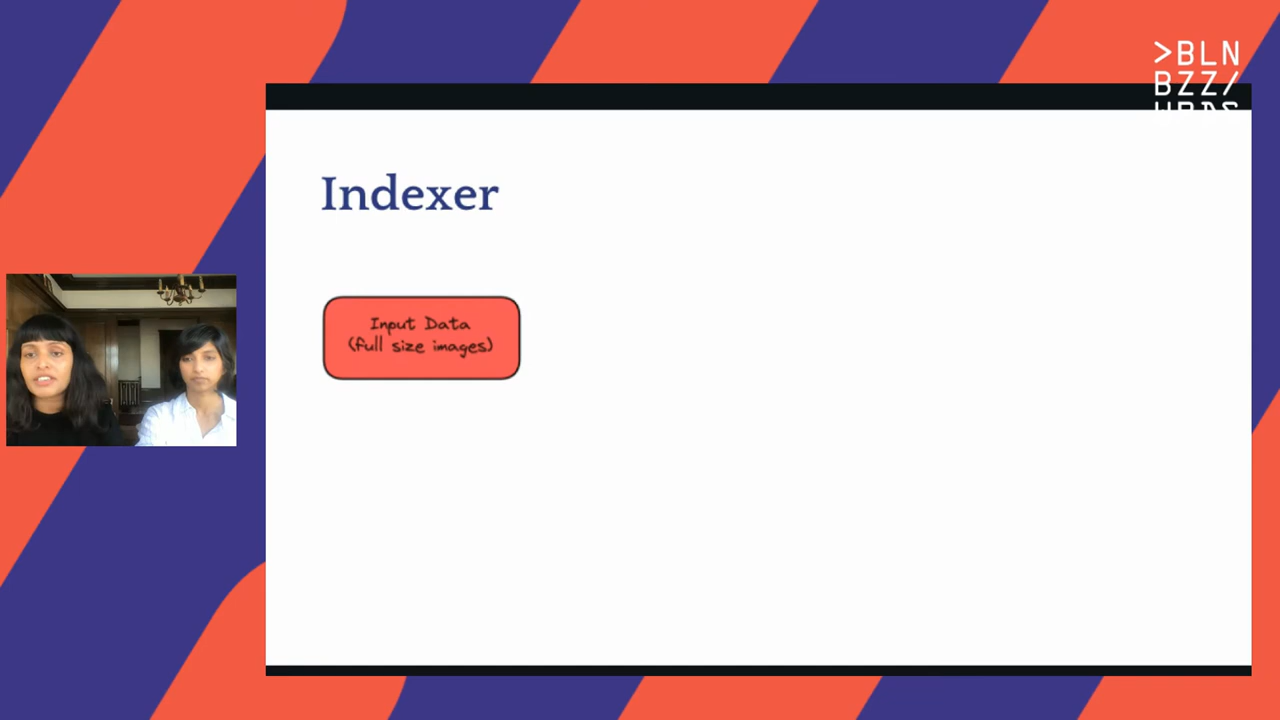 >BLN
BZZ/
Indexer
Input Data
(full size images)